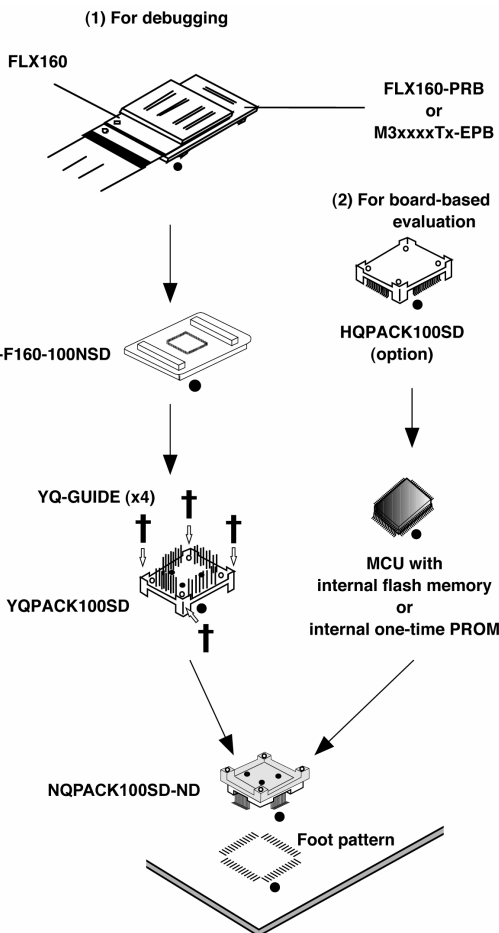 (1) For debugging
FLX160
FLX160-PRB
or
M3xxxxTx-EPB
(2) For board-based
evaluation
HQPACK100SD
(option)
-F160-100NSD
YQ-GUIDE (x4)
YQPACK100SD
MCU with
internal flash memory
or
internal one-time PROM
NQPACK100SD-ND
Foot pattern